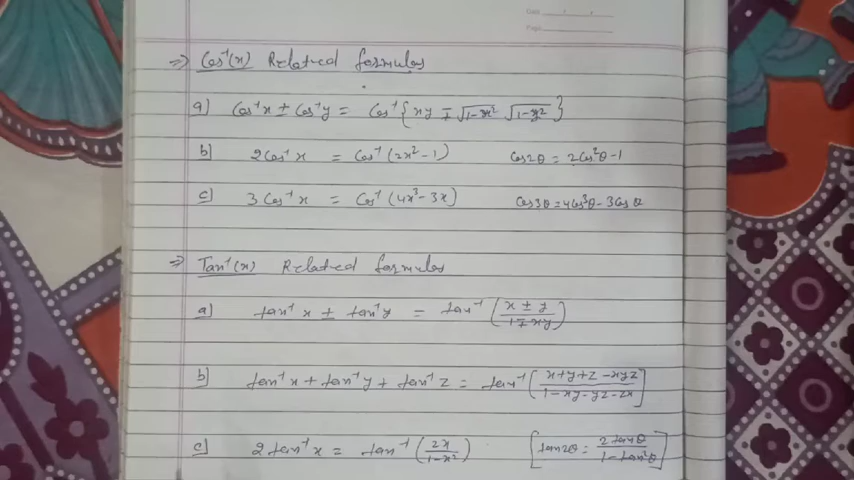 Date
Page
⇒ Cos⁻¹(x) Related formulas
a] Cos⁻¹x ± Cos⁻¹y = Cos⁻¹{xy ∓ √1-x² √1-y²}
b] 2Cos⁻¹x = Cos⁻¹(2x²-1) Cos2θ = 2Cos²θ-1
c] 3Cos⁻¹x = Cos⁻¹(4x³-3x) Cos3θ = 4Cos³θ-3Cosθ
⇒ Tan⁻¹(x) Related formulas
a] tan⁻¹x ± tan⁻¹y = tan⁻¹(x ± y / 1 ∓ xy)
b] tan⁻¹x + tan⁻¹y + tan⁻¹z = tan⁻¹[x+y+z-xyz / 1-xy-yz-zx]
c] 2tan⁻¹x = tan⁻¹(2x / 1-x²) [tan2θ = 2tanθ / 1-tan²θ]